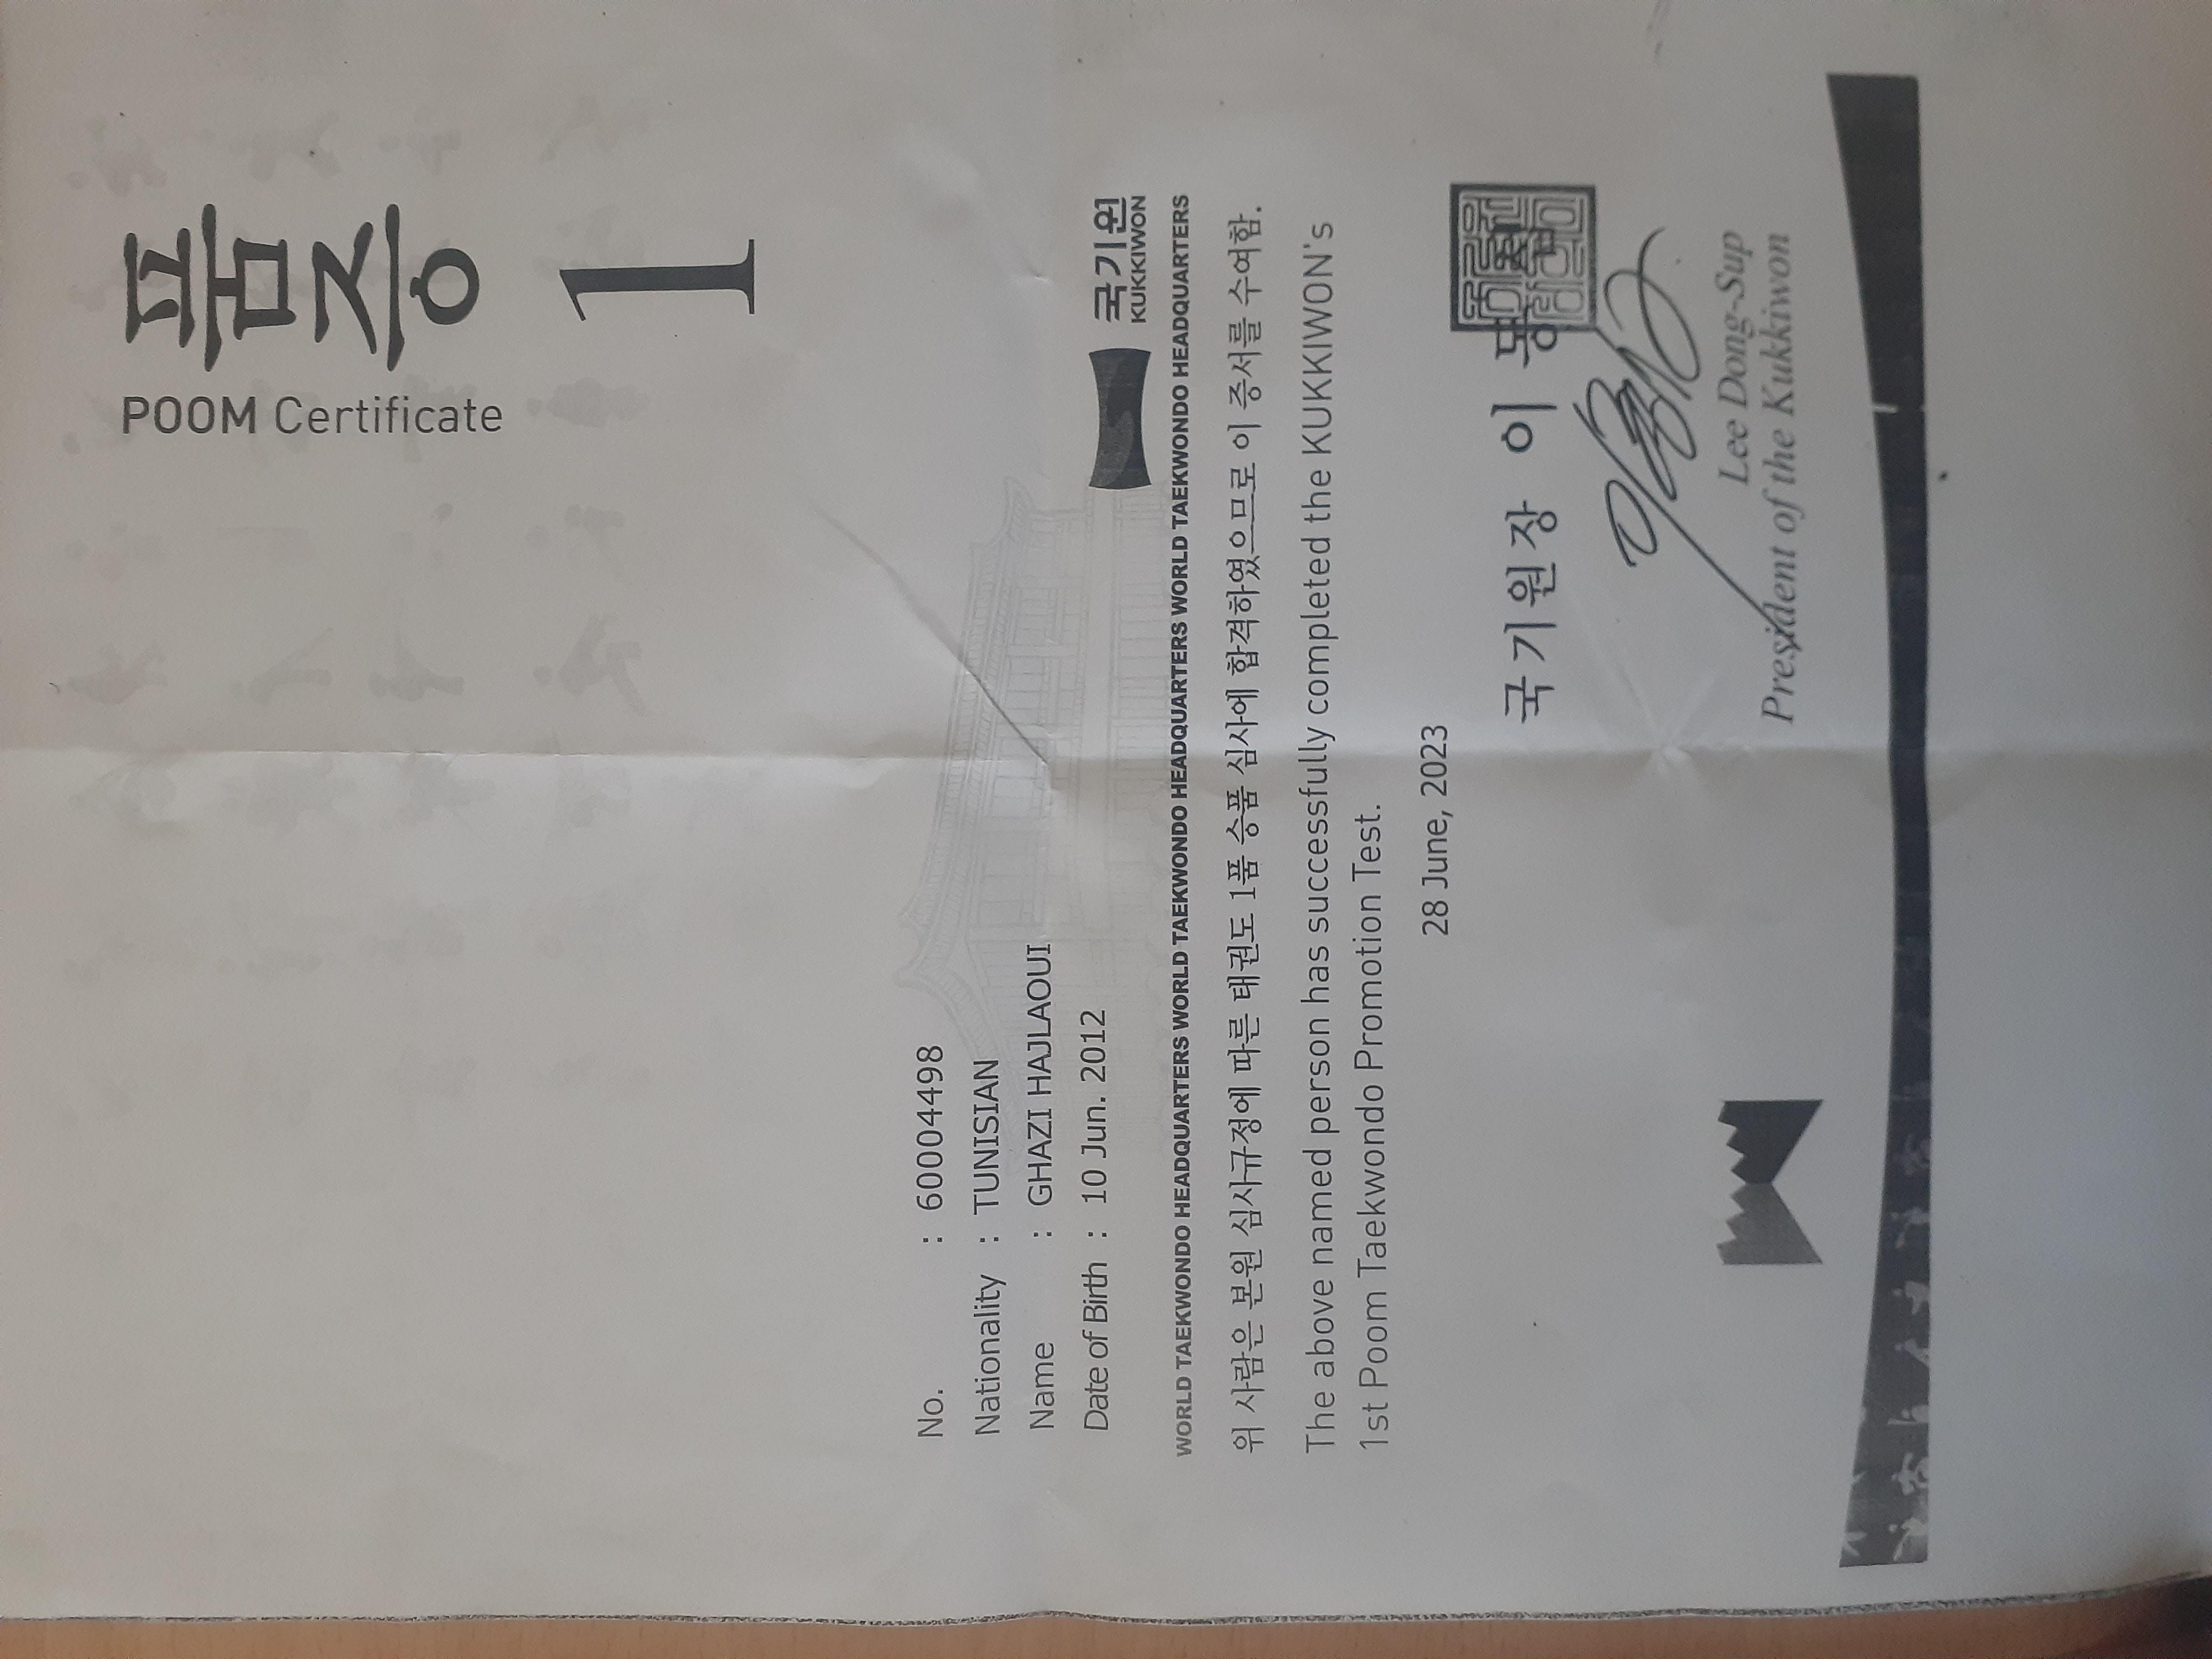 품증
POOM Certificate
1
No. : 60004498
Nationality : TUNISIAN
Name : GHAZI HAJLAOUI
Date of Birth : 10 Jun. 2012
국기원
KUKKIWON
WORLD TAEKWONDO HEADQUARTERS WORLD TAEKWONDO HEADQUARTERS WORLD TAEKWONDO HEADQUARTERS WORLD TAEKWONDO HEADQUARTERS
위 사람은 본원 심사규정에 따른 태권도 1품 승품 심사에 합격하였으므로 이 증서를 수여함.
The above named person has successfully completed the KUKKIWON's
1st Poom Taekwondo Promotion Test.
28 June, 2023
국기원장 이 동
Lee Dong-Sup
President of the Kukkiwon